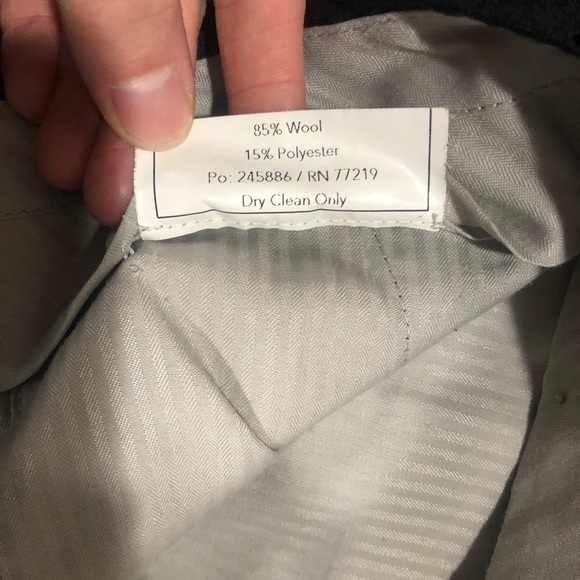 85% Wool
15% Polyester
Po: 245886 / RN 77219
Dry Clean Only